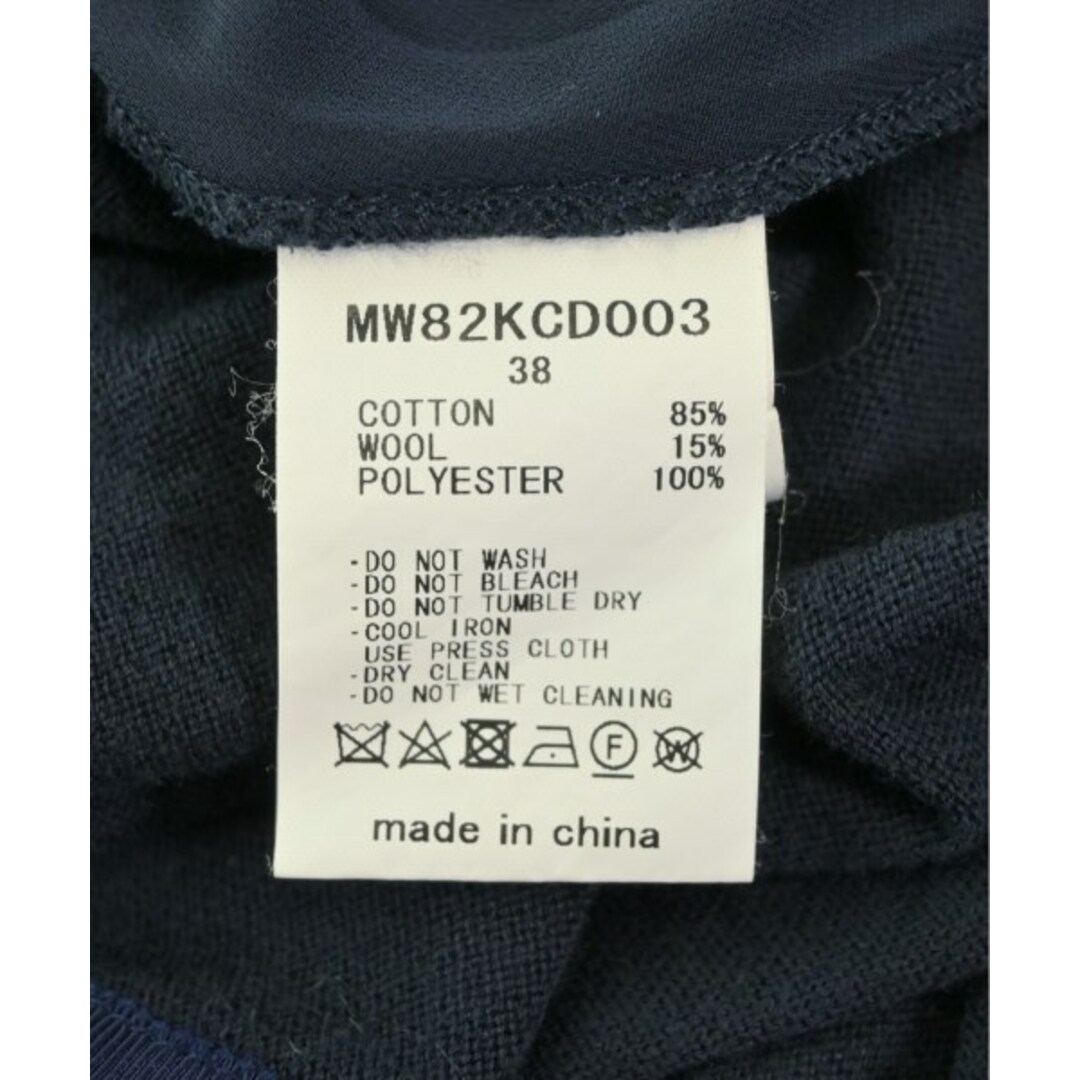 MW82KCD003
38
COTTON 85%
WOOL 15%
POLYESTER 100%
-DO NOT WASH
-DO NOT BLEACH
-DO NOT TUMBLE DRY
-COOL IRON
USE PRESS CLOTH
-DRY CLEAN
-DO NOT WET CLEANING
F W
made in china